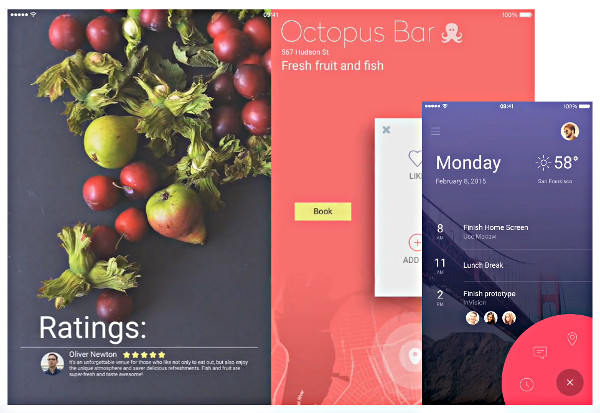 09:41
100%
Octopus Bar
567 Hudson St.
Fresh fruit and fish
LIK
Book
ADD
Ratings:
Oliver Newton
It's an unforgettable venue for those who like not only to eat out, but also enjoy
the unique atmosphere and saver delicious refreshments. Fish and fruit are
super-fresh and taste awesome!
09:41
100%
Monday
58°
February 8, 2015
San Francisco
8
AM
Finish Home Screen
11
AM
Lunch Break
2
PM
Finish prototype
InVision